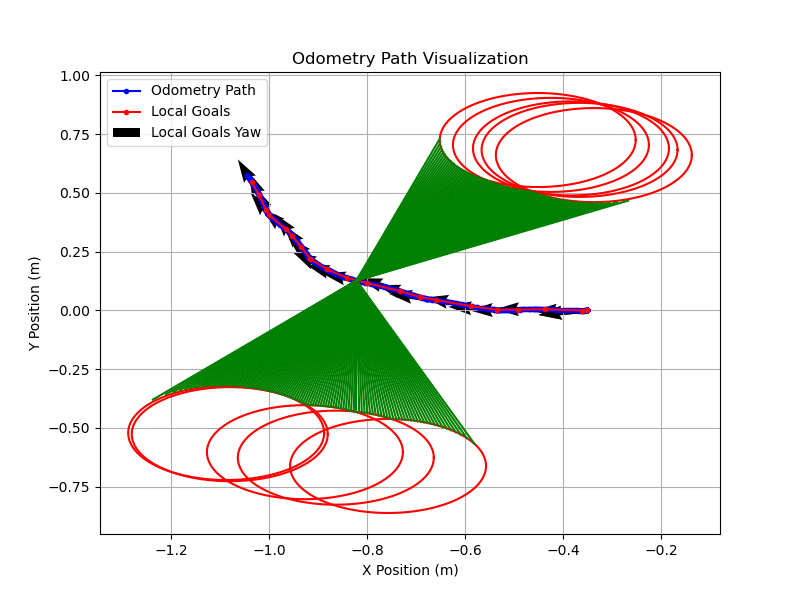 Odometry Path Visualization
Odometry Path
Local Goals
Local Goals Yaw
1.00
0.75
0.50
0.25
0.00
−0.25
−0.50
−0.75
Y Position (m)
−1.2
−1.0
−0.8
−0.6
−0.4
−0.2
X Position (m)